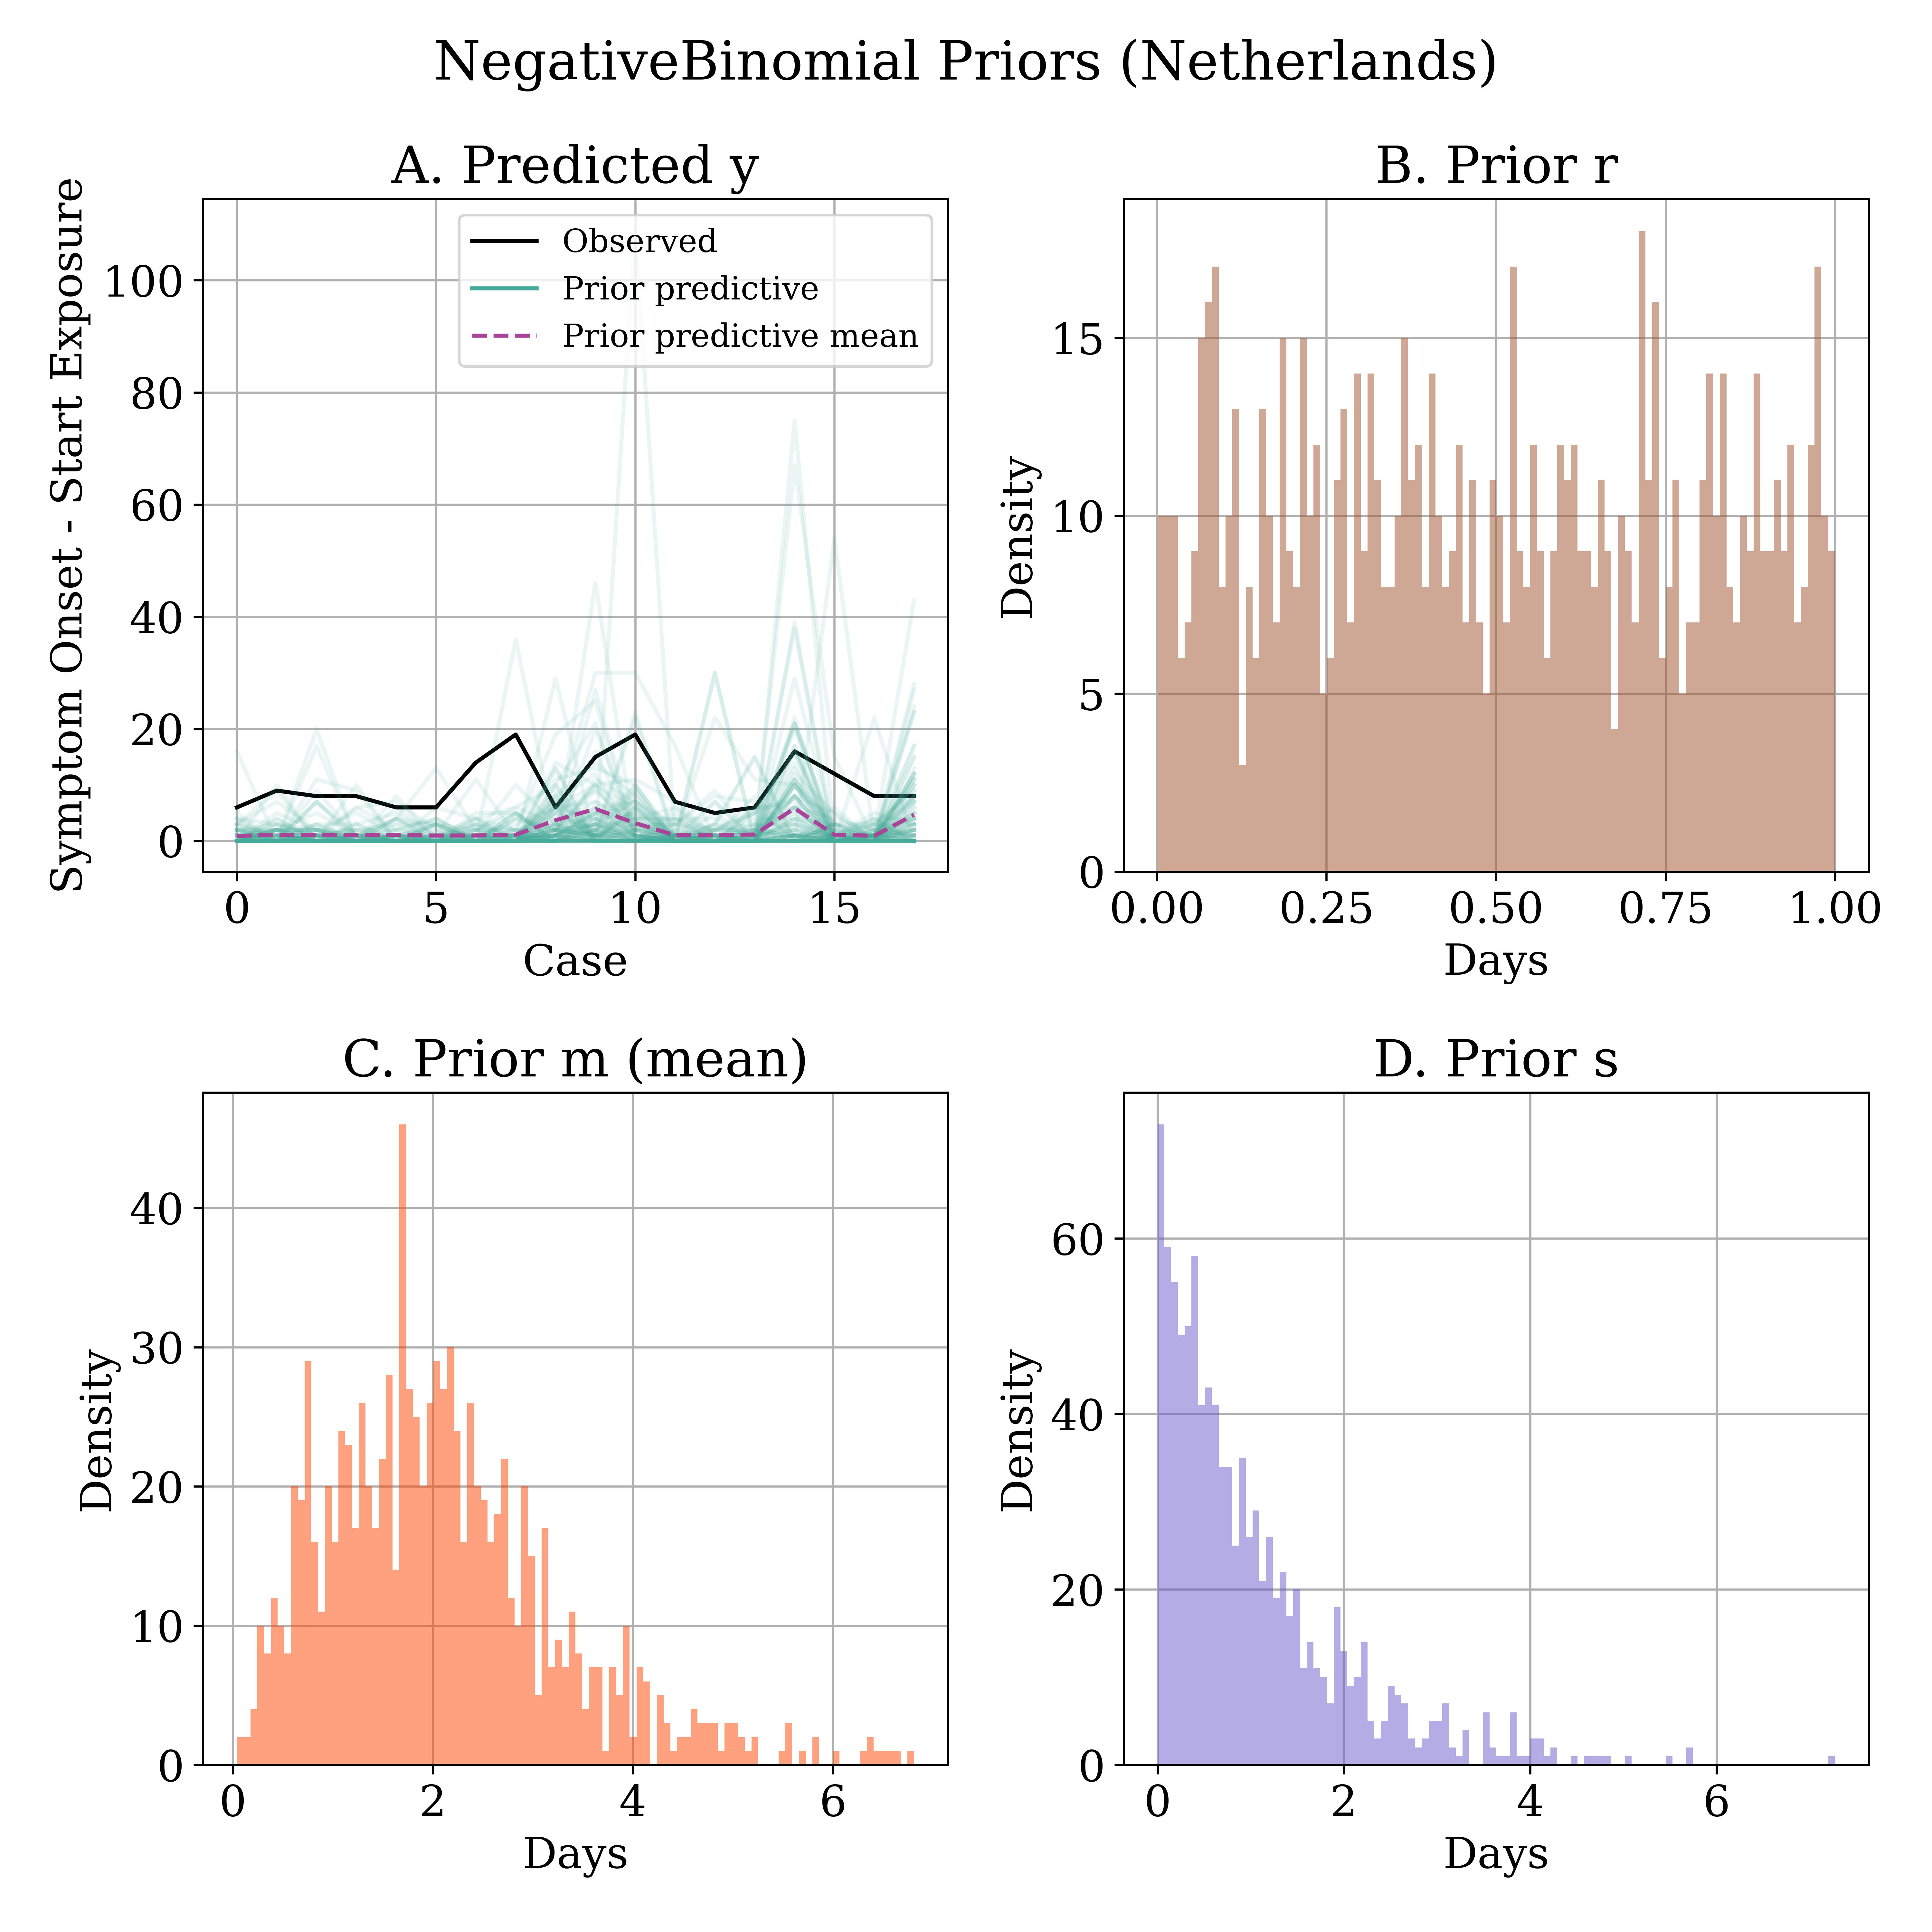 NegativeBinomial Priors (Netherlands)
A. Predicted y
Symptom Onset - Start Exposure
100
80
60
40
20
0
Observed
Prior predictive
Prior predictive mean
0 5 10 15
Case
B. Prior r
Density
15
10
5
0
0.00 0.25 0.50 0.75 1.00
Days
C. Prior m (mean)
Density
40
30
20
10
0
0 2 4 6
Days
D. Prior s
Density
60
40
20
0
0 2 4 6
Days